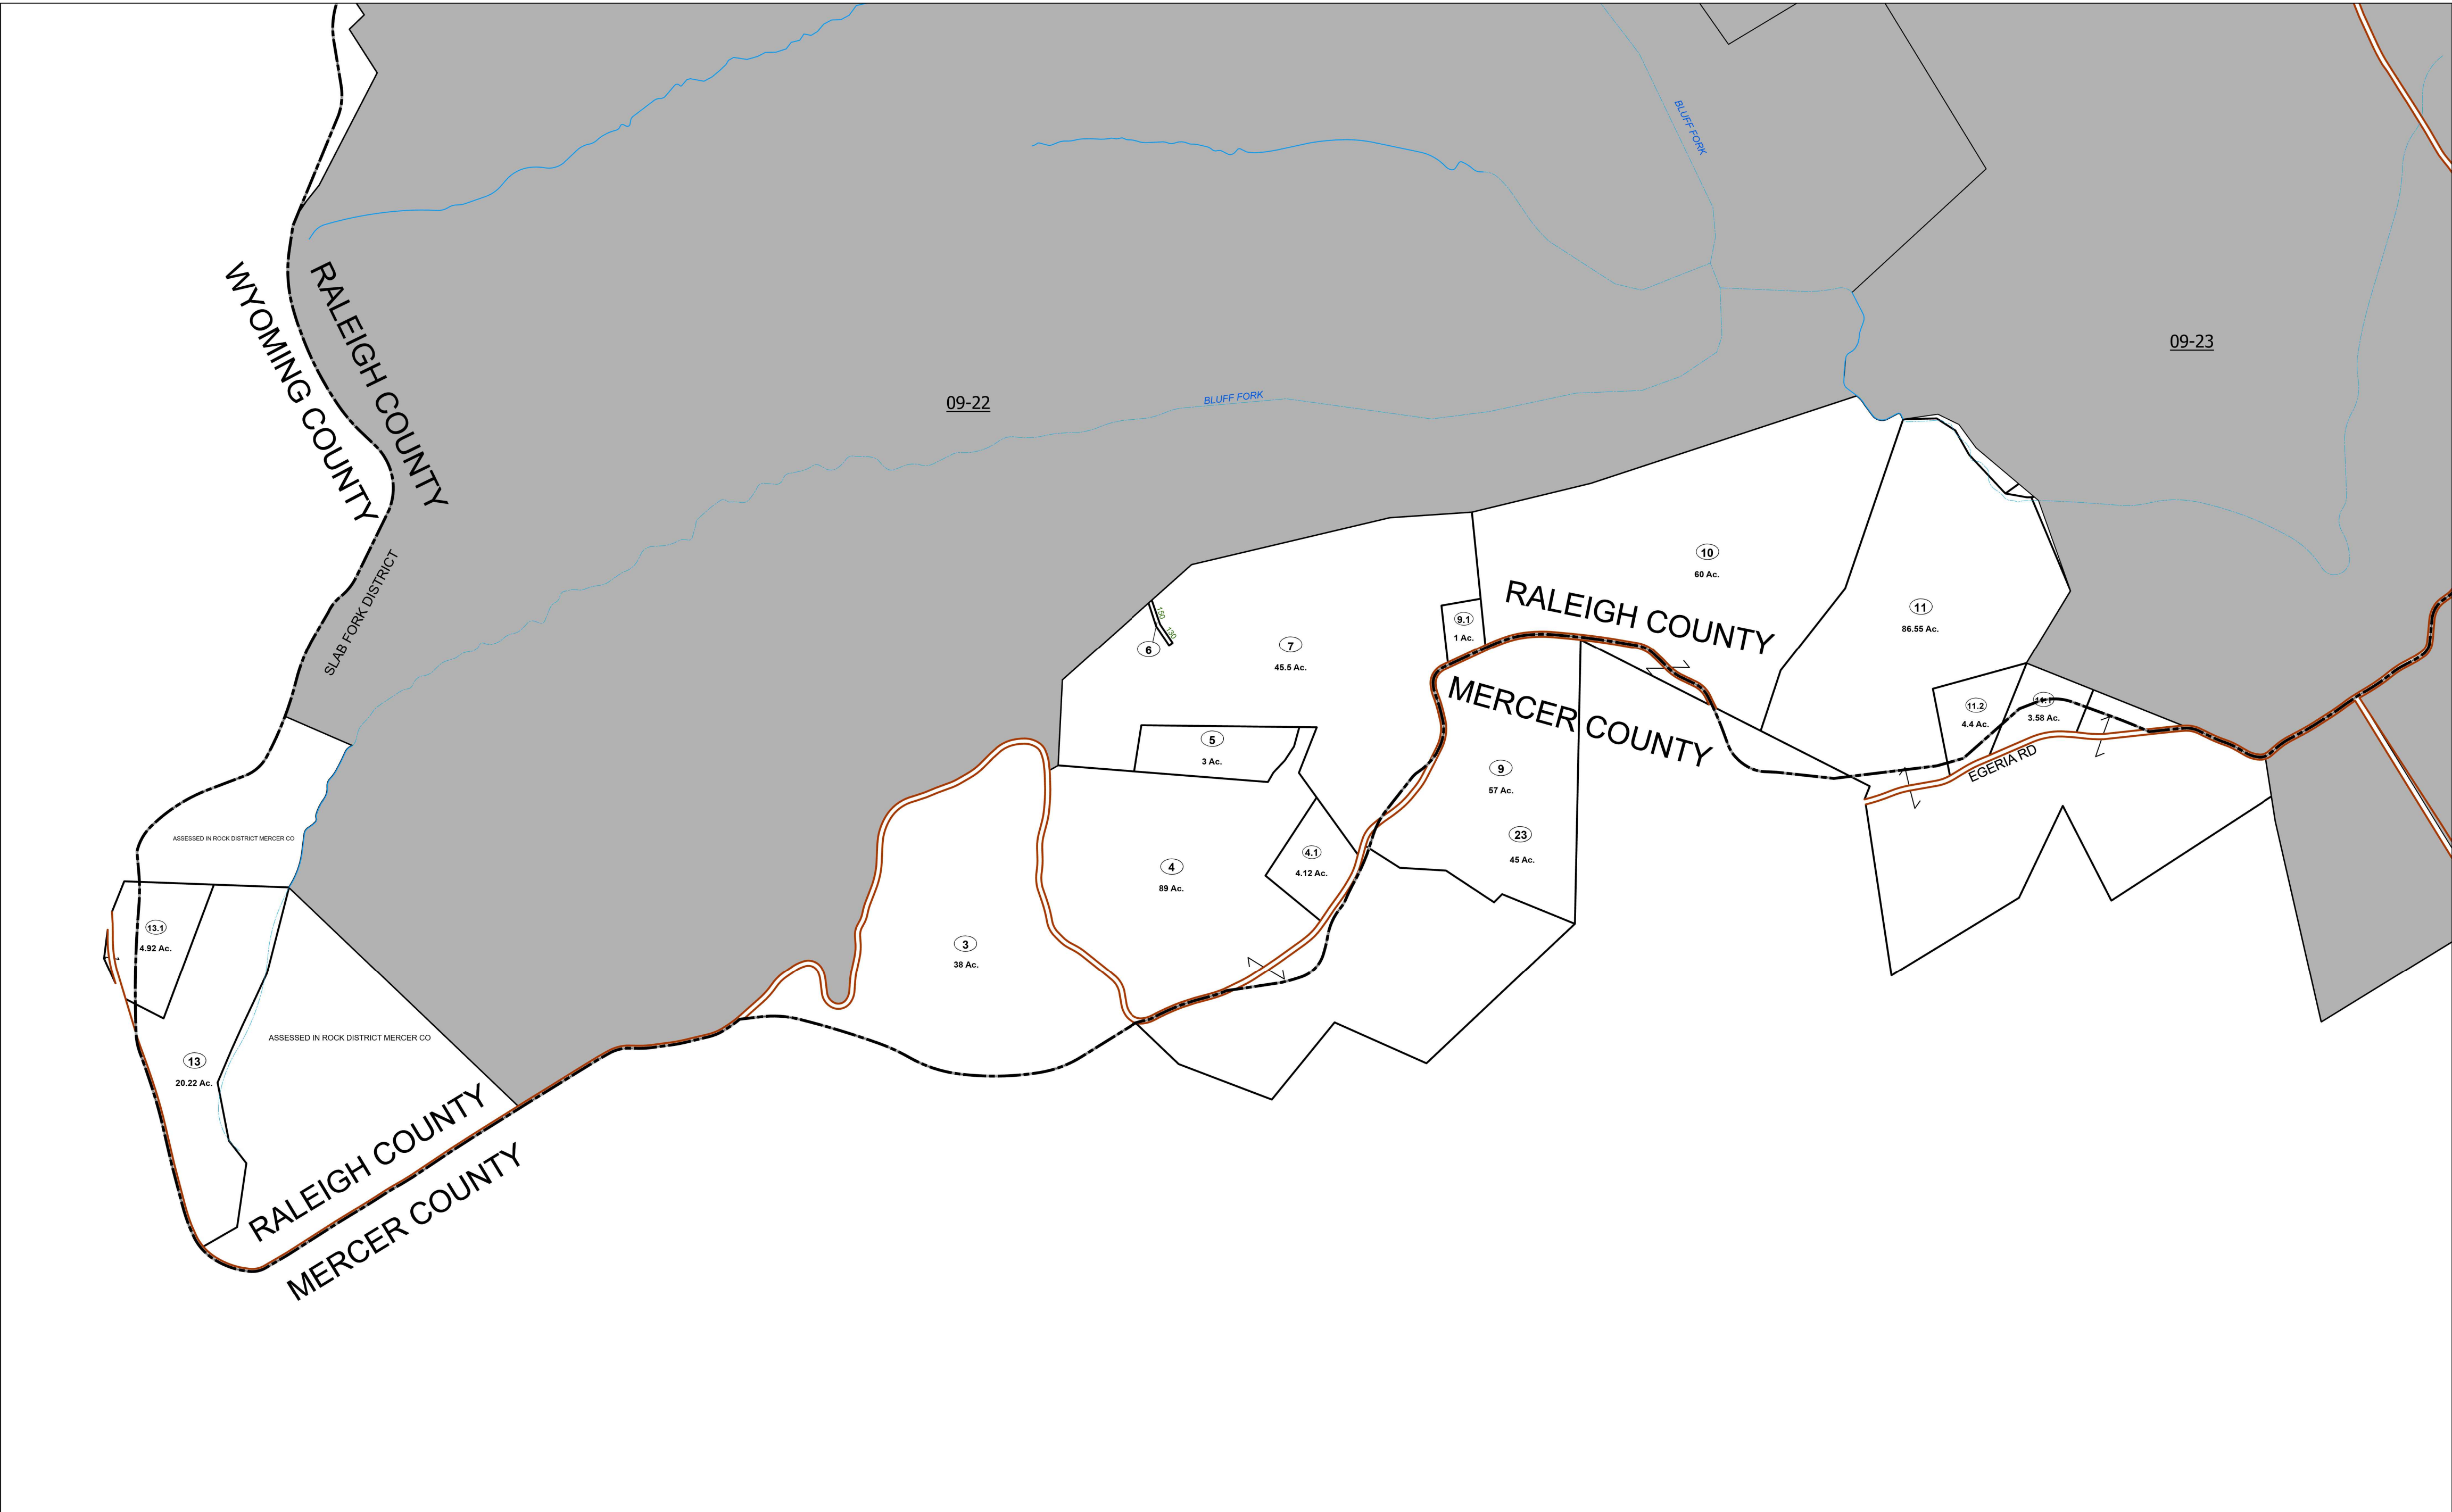 BLUFF FORK
WYOMING COUNTY
RALEIGH COUNTY
09-23
09-22
BLUFF FORK
SLAB FORK DISTRICT
10
60 Ac.
RALEIGH COUNTY
11
86.55 Ac.
9.1
1 Ac.
150
130
6
7
45.5 Ac.
MERCER COUNTY
11.2
4.4 Ac.
11.1
3.58 Ac.
EGERIA RD
5
3 Ac.
9
57 Ac.
23
45 Ac.
ASSESSED IN ROCK DISTRICT MERCER CO
4.1
4.12 Ac.
4
89 Ac.
13.1
4.92 Ac.
3
38 Ac.
ASSESSED IN ROCK DISTRICT MERCER CO
13
20.22 Ac.
RALEIGH COUNTY
MERCER COUNTY